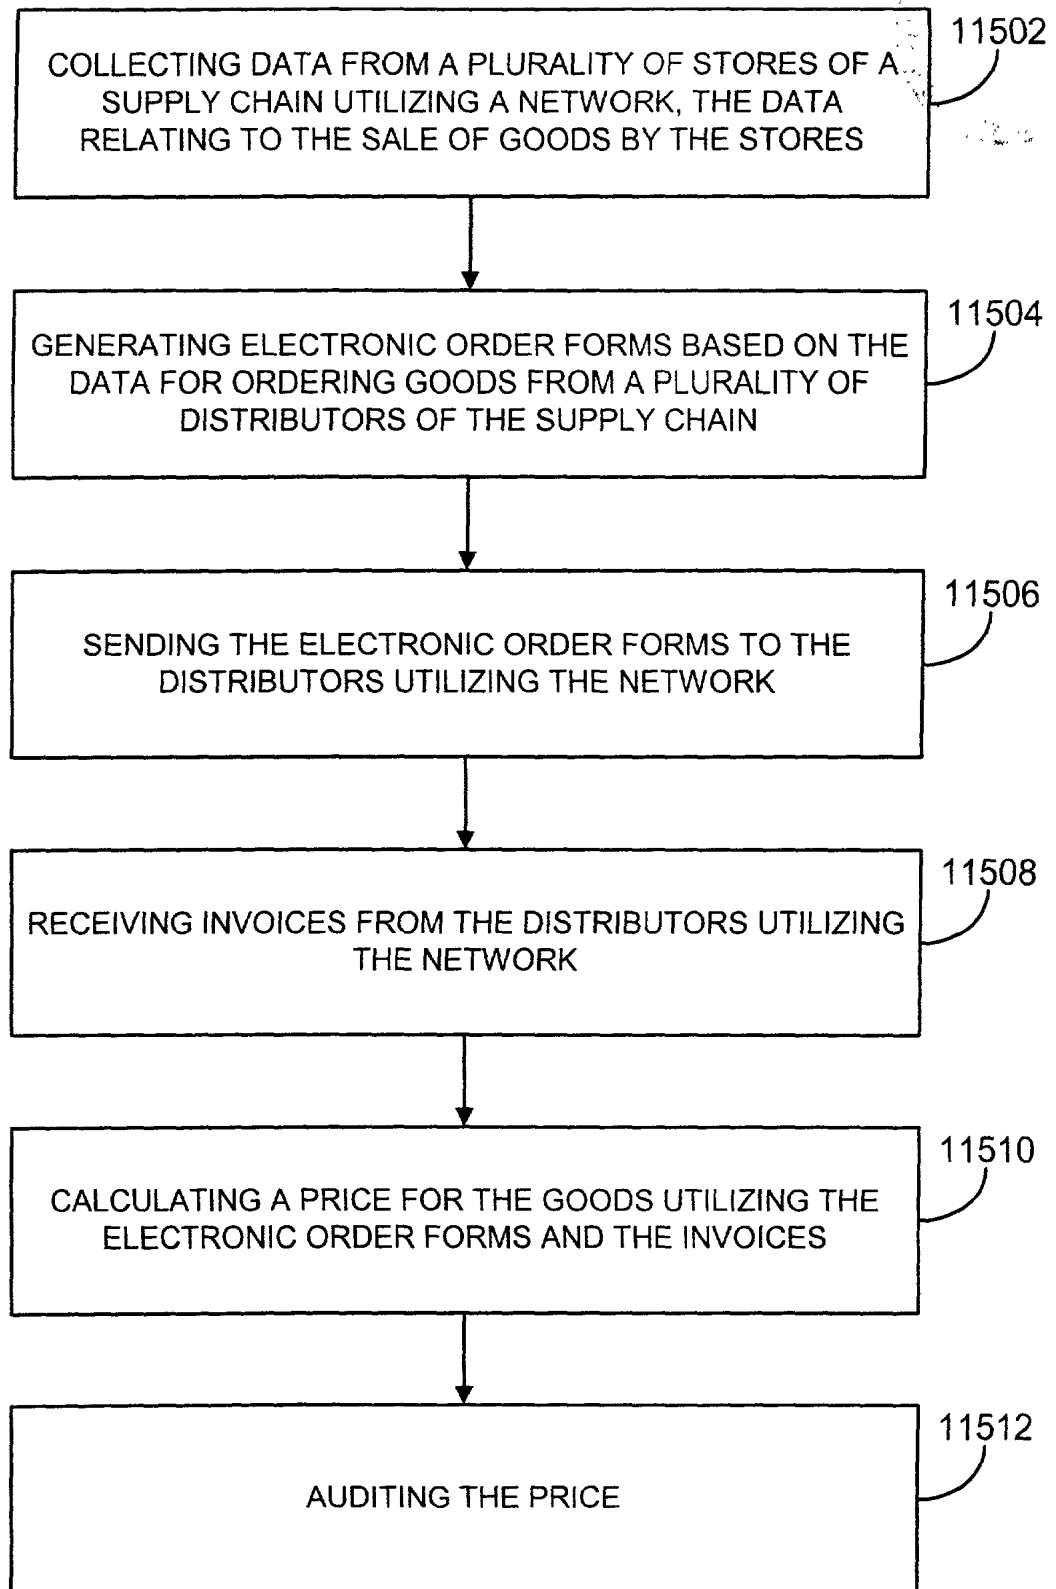 11502
COLLECTING DATA FROM A PLURALITY OF STORES OF A
SUPPLY CHAIN UTILIZING A NETWORK, THE DATA
RELATING TO THE SALE OF GOODS BY THE STORES
11504
GENERATING ELECTRONIC ORDER FORMS BASED ON THE
DATA FOR ORDERING GOODS FROM A PLURALITY OF
DISTRIBUTORS OF THE SUPPLY CHAIN
11506
SENDING THE ELECTRONIC ORDER FORMS TO THE
DISTRIBUTORS UTILIZING THE NETWORK
11508
RECEIVING INVOICES FROM THE DISTRIBUTORS UTILIZING
THE NETWORK
11510
CALCULATING A PRICE FOR THE GOODS UTILIZING THE
ELECTRONIC ORDER FORMS AND THE INVOICES
11512
AUDITING THE PRICE